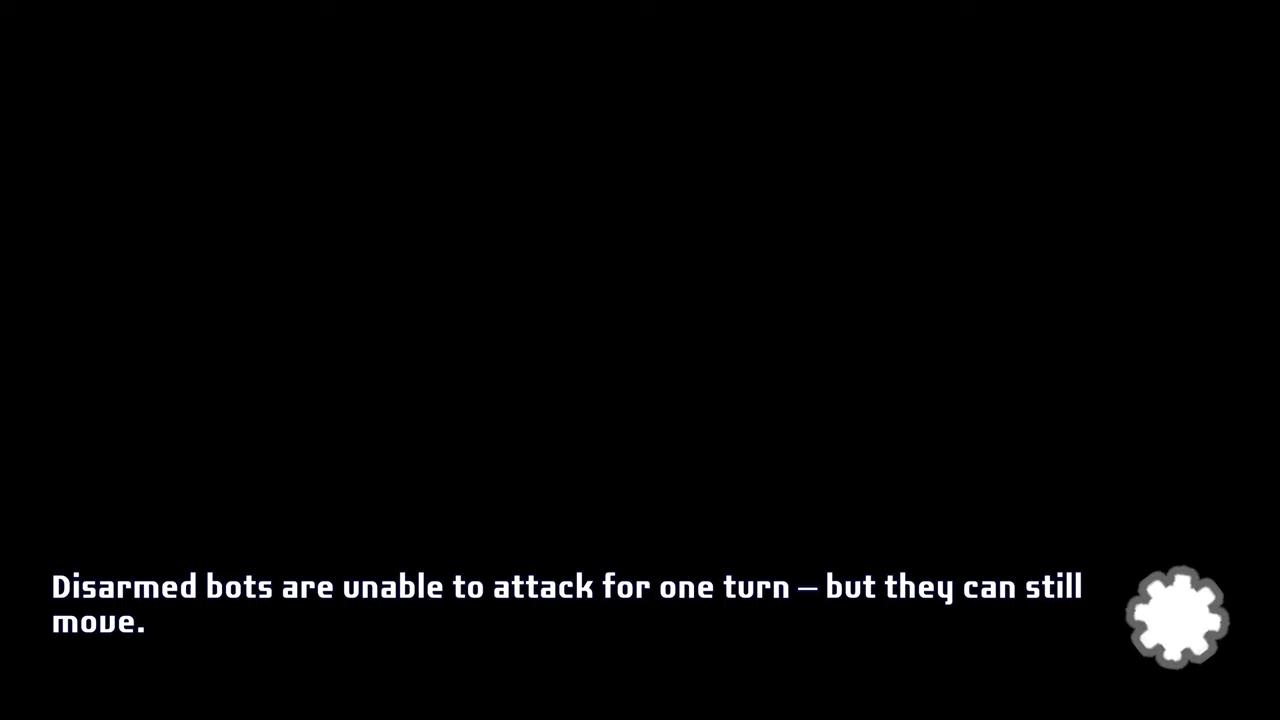 Disarmed bots are unable to attack for one turn – but they can still
move.